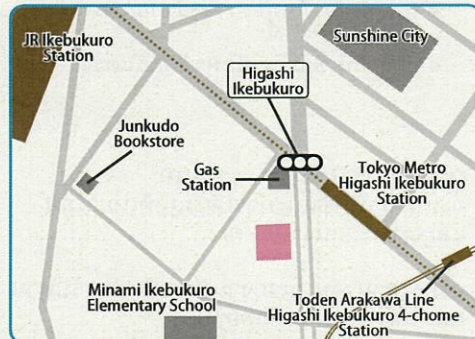 JR Ikebukuro
Station
Sunshine City
Higashi
Ikebukuro
Junkudo
Bookstore
Gas
Station
Tokyo Metro
Higashi Ikebukuro
Station
Minami Ikebukuro
Elementary School
Toden Arakawa Line
Higashi Ikebukuro 4-chome
Station